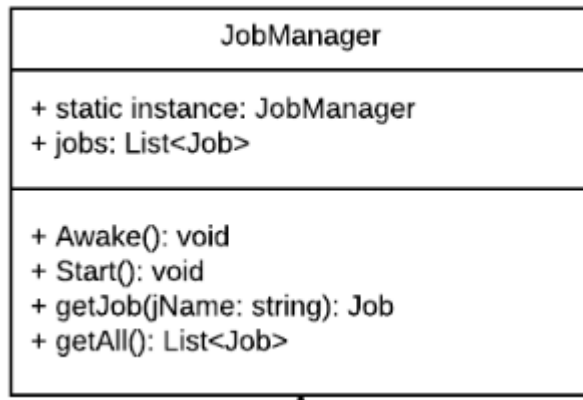 JobManager
+ static instance: JobManager
+ jobs: List<Job>
+ Awake(): void
+ Start(): void
+ getJob(jName: string): Job
+ getAll(): List<Job>